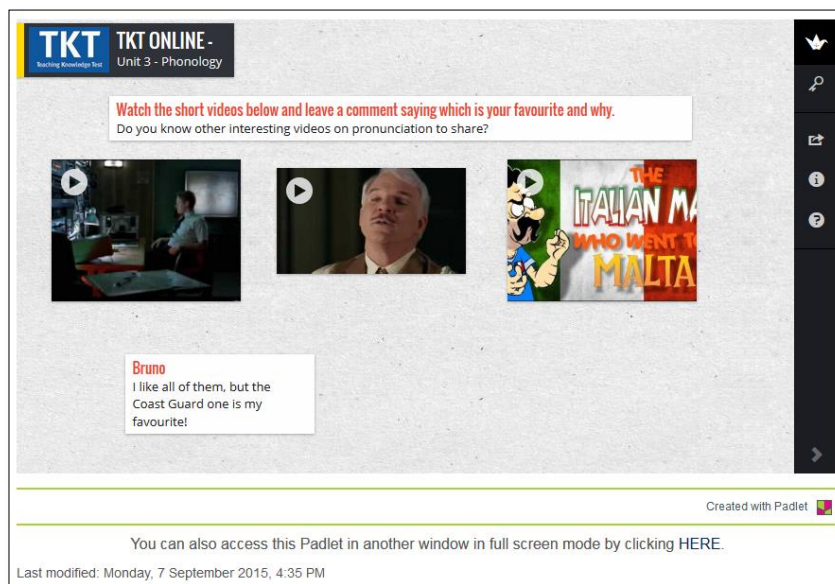 TKT
Teaching Knowledge Test
TKT ONLINE -
Unit 3 - Phonology
Watch the short videos below and leave a comment saying which is your favourite and why.
Do you know other interesting videos on pronunciation to share?
THE
ITALIAN MA
WHO WENT TO
MALTA
Bruno
I like all of them, but the
Coast Guard one is my
favourite!
Created with Padlet
You can also access this Padlet in another window in full screen mode by clicking HERE.
Last modified: Monday, 7 September 2015, 4:35 PM